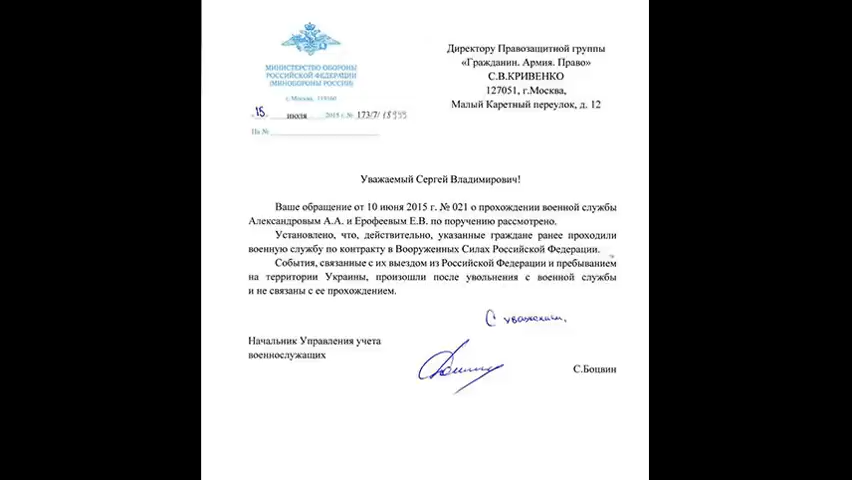 МИНИСТЕРСТВО ОБОРОНЫ
РОССИЙСКОЙ ФЕДЕРАЦИИ
(МИНОБОРОНЫ РОССИИ)
г. Москва, 119160
15 июля 2015 г. № 173/7/
На №
Директору Правозащитной группы
«Гражданин. Армия. Право»
С.В.КРИВЕНКО
127051, г.Москва,
Малый Каретный переулок, д. 12
Уважаемый Сергей Владимирович!
Ваше обращение от 10 июня 2015 г. № 021 о прохождении военной службы
Александровым А.А. и Ерофеевым Е.В. по поручению рассмотрено.
Установлено, что, действительно, указанные граждане ранее проходили
военную службу по контракту в Вооруженных Силах Российской Федерации.
События, связанные с их выездом из Российской Федерации и пребыванием
на территории Украины, произошли после увольнения с военной службы
и не связаны с ее прохождением.
С уважением,
Начальник Управления учета
военнослужащих
С.Боцвин